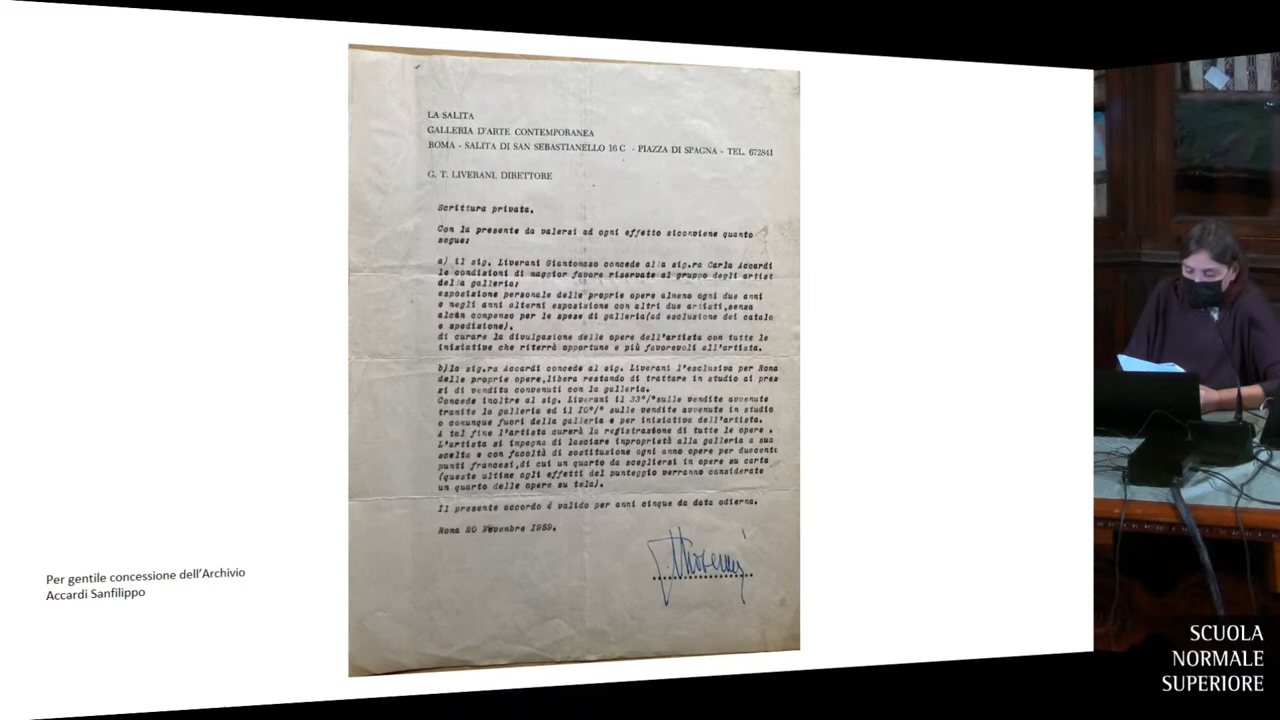 LA SALITA
GALLERIA D'ARTE CONTEMPORANEA
ROMA - SALITA DI SAN SEBASTIANELLO 16 C - PIAZZA DI SPAGNA - TEL. 672841
G. T. LIVERANI, DIRETTORE
Scrittura privata.
Con la presente da valersi ad ogni effetto siconviene quanto
segue:
a) il sig. Liverani Giantomaso concede alla sig.ra Carla Accardi
le condizioni di maggior favore riservate al gruppo degli artist
della galleria;
esposizione personale delle proprie opere almeno ogni due anni
e negli anni alterni esposizione con altri due artisti,senza
alcun compenso per le spese di galleria(ad esclusione dei catalo
e spedizione).
di curare la divulgazione delle opere dell'artista con tutte le
iniziative che riterrà opportune e più favorevoli all'artista.
b)la sig.ra Accardi concede al sig. Liverani l'esclusiva per Roma
delle proprie opere,libera restando di trattare in studio ai prez
zi di vendita convenuti con la galleria.
Concede inoltre al sig. Liverani il 33°/° sulle vendite avvenute
tramite la galleria ed il 10°/° sulle vendite avvenute in studio
o comunque fuori della galleria e per iniziativa dell'artista.
A tal fine l'artista curerà la registrazione di tutte le opere .
L'artista si impegna di lasciare inproprietà alla galleria a sua
scelta e con facoltà di sostituzione ogni anno opere per duecento
punti francesi,di cui un quarto da scegliersi in opere su carta
(queste ultime agli effetti del punteggio verranno considerate
un quarto delle opere su tela).
Il presente accordo é valido per anni cinque da data odierna.
Roma 20 Novembre 1959.
Per gentile concessione dell'Archivio
Accardi Sanfilippo
SCUOLA
NORMALE
SUPERIORE